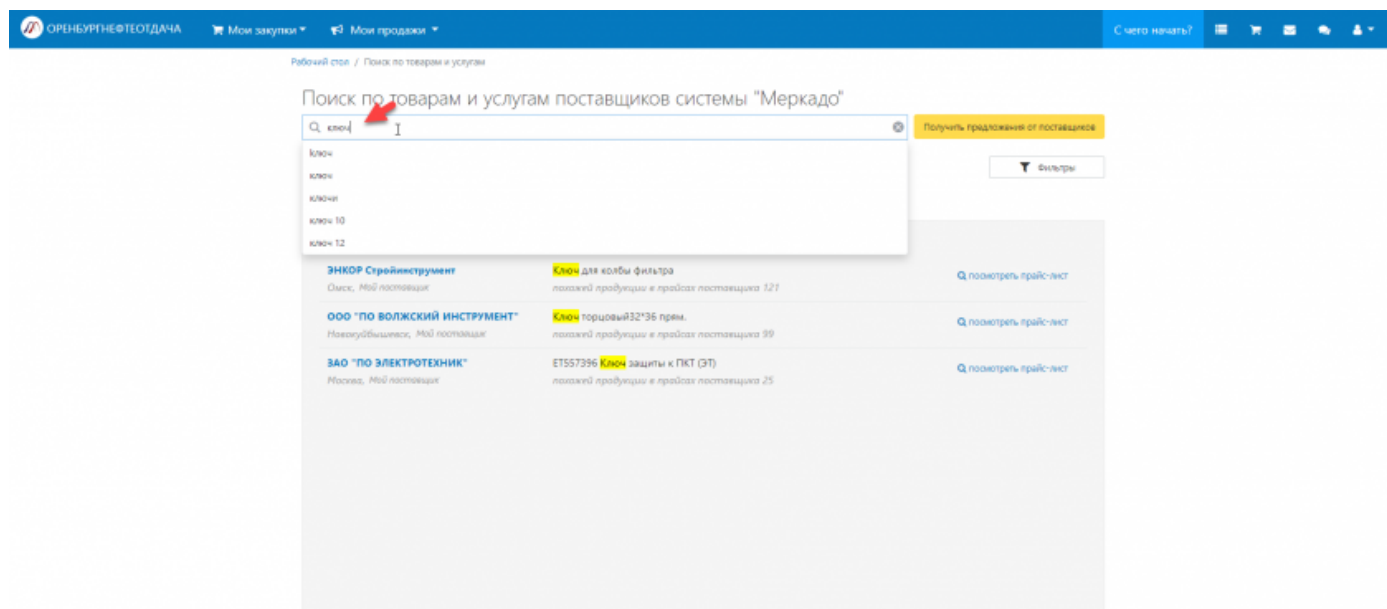 ОРЕНБУРГНЕФТЕОТДАЧА Мои закупки Мои продажи С чего начать?
Рабочий стол / Поиск по товарам и услугам
Поиск по товарам и услугам поставщиков системы "Меркадо"
ключ Получить предложения от поставщиков
ключ
ключ Фильтры
ключи
ключ 10
ключ 12
ЭНКОР Стройинструмент Ключ для колбы фильтра посмотреть прайс-лист
Омск, Мой поставщик похожей продукции в прайсах поставщика 121
ООО "ПО ВОЛЖСКИЙ ИНСТРУМЕНТ" Ключ торцовый32*36 прям. посмотреть прайс-лист
Новокуйбышевск, Мой поставщик похожей продукции в прайсах поставщика 99
ЗАО "ПО ЭЛЕКТРОТЕХНИК" ET557396 Ключ защиты к ПКТ (ЭТ) посмотреть прайс-лист
Москва, Мой поставщик похожей продукции в прайсах поставщика 25